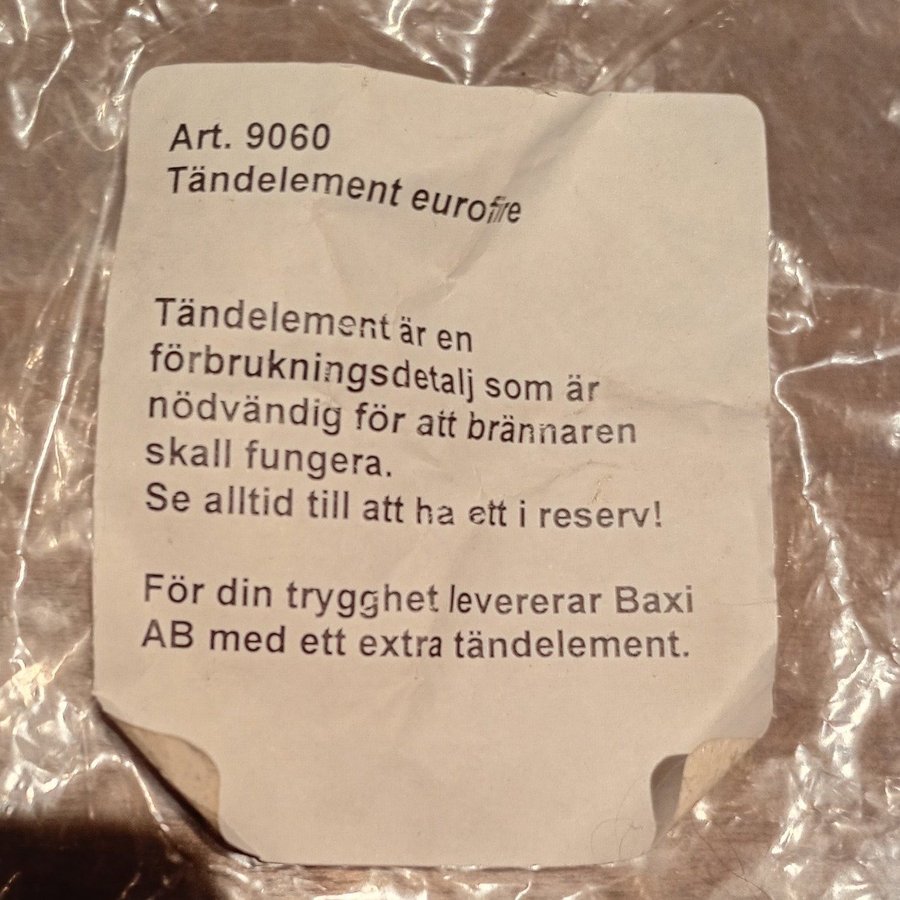 Art. 9060
Tändelement eurofire
Tändelement är en
förbrukningsdetalj som är
nödvändig för att brännaren
skall fungera.
Se alltid till att ha ett i reserv!
För din trygghet levererar Baxi
AB med ett extra tändelement.